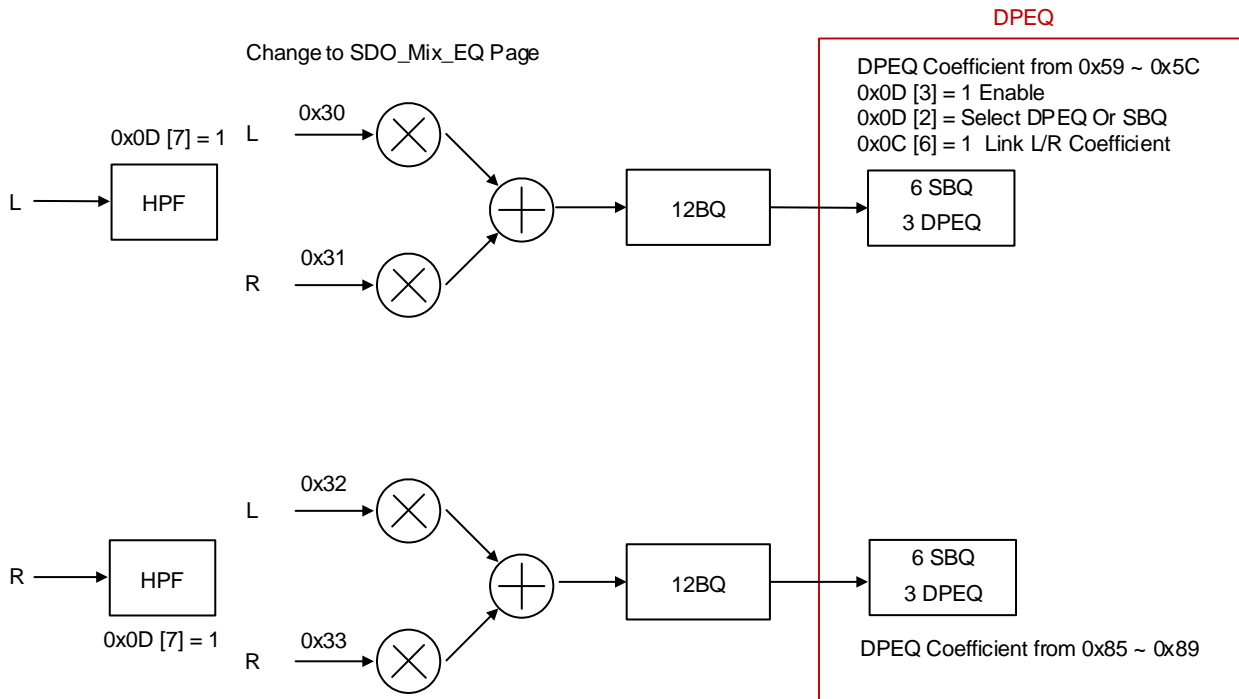 DPEQ
Change to SDO_Mix_EQ Page
DPEQ Coefficient from 0x59 ~ 0x5C
0x0D [3] = 1 Enable
0x0D [2] = Select DPEQ Or SBQ
0x0C [6] = 1 Link L/R Coefficient
0x0D [7] = 1
L
0x30
L
HPF
12BQ
6 SBQ
3 DPEQ
R
0x31
L
0x32
R
HPF
0x0D [7] = 1
12BQ
6 SBQ
3 DPEQ
R
0x33
DPEQ Coefficient from 0x85 ~ 0x89